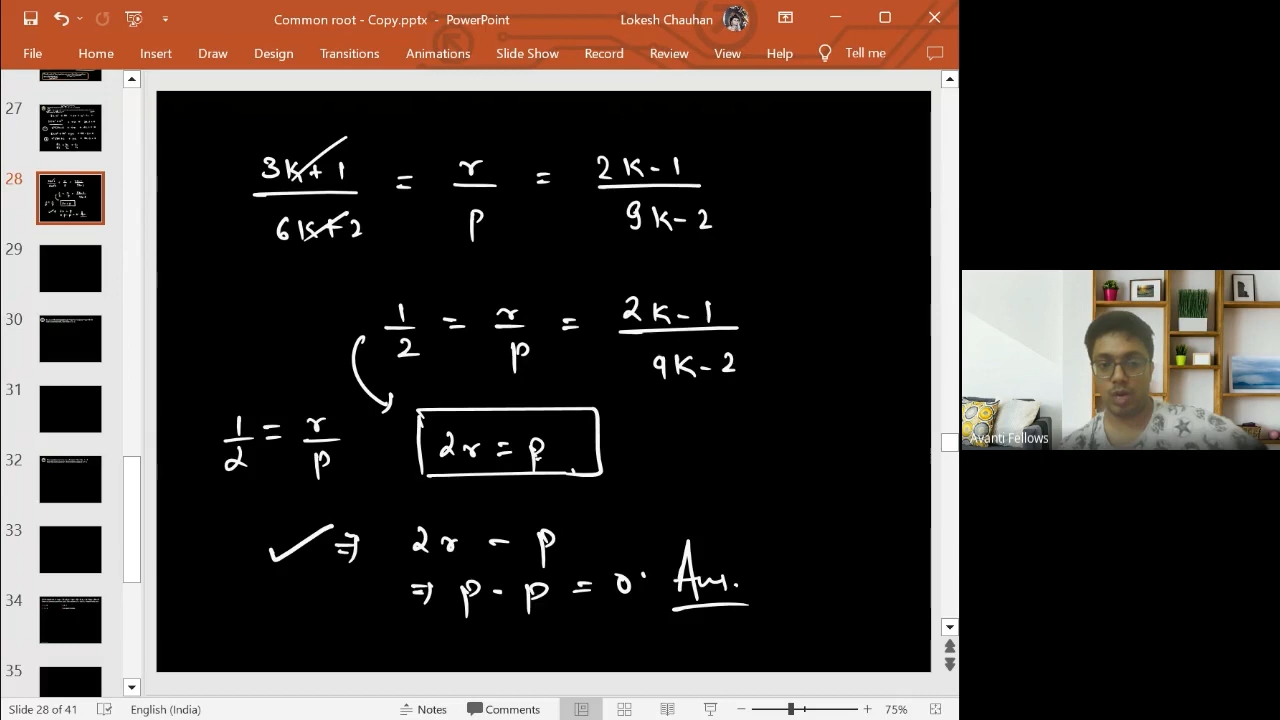 Common root - Copy.pptx - PowerPoint
Lokesh Chauhan
File Home Insert Draw Design Transitions Animations Slide Show Record Review View Help Tell me
27
28
29
30
31
32
33
34
35
3K+1 / 6K+2 = r / p = 2K-1 / 9K-2
1/2 = r/p = 2K-1 / 9K-2
1/2 = r/p
2r = p
⇒ 2r - p
⇒ p - p = 0. Ans.
Avanti Fellows
Slide 28 of 41 English (India) Notes Comments 75%